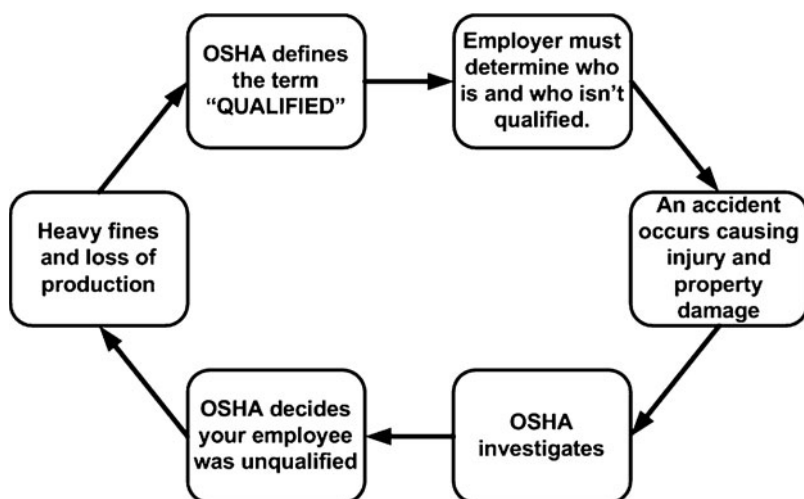 OSHA defines
the term
“QUALIFIED”
Employer must
determine who
is and who isn’t
qualified.
An accident
occurs causing
injury and
property
damage
OSHA
investigates
OSHA decides
your employee
was unqualified
Heavy fines
and loss of
production